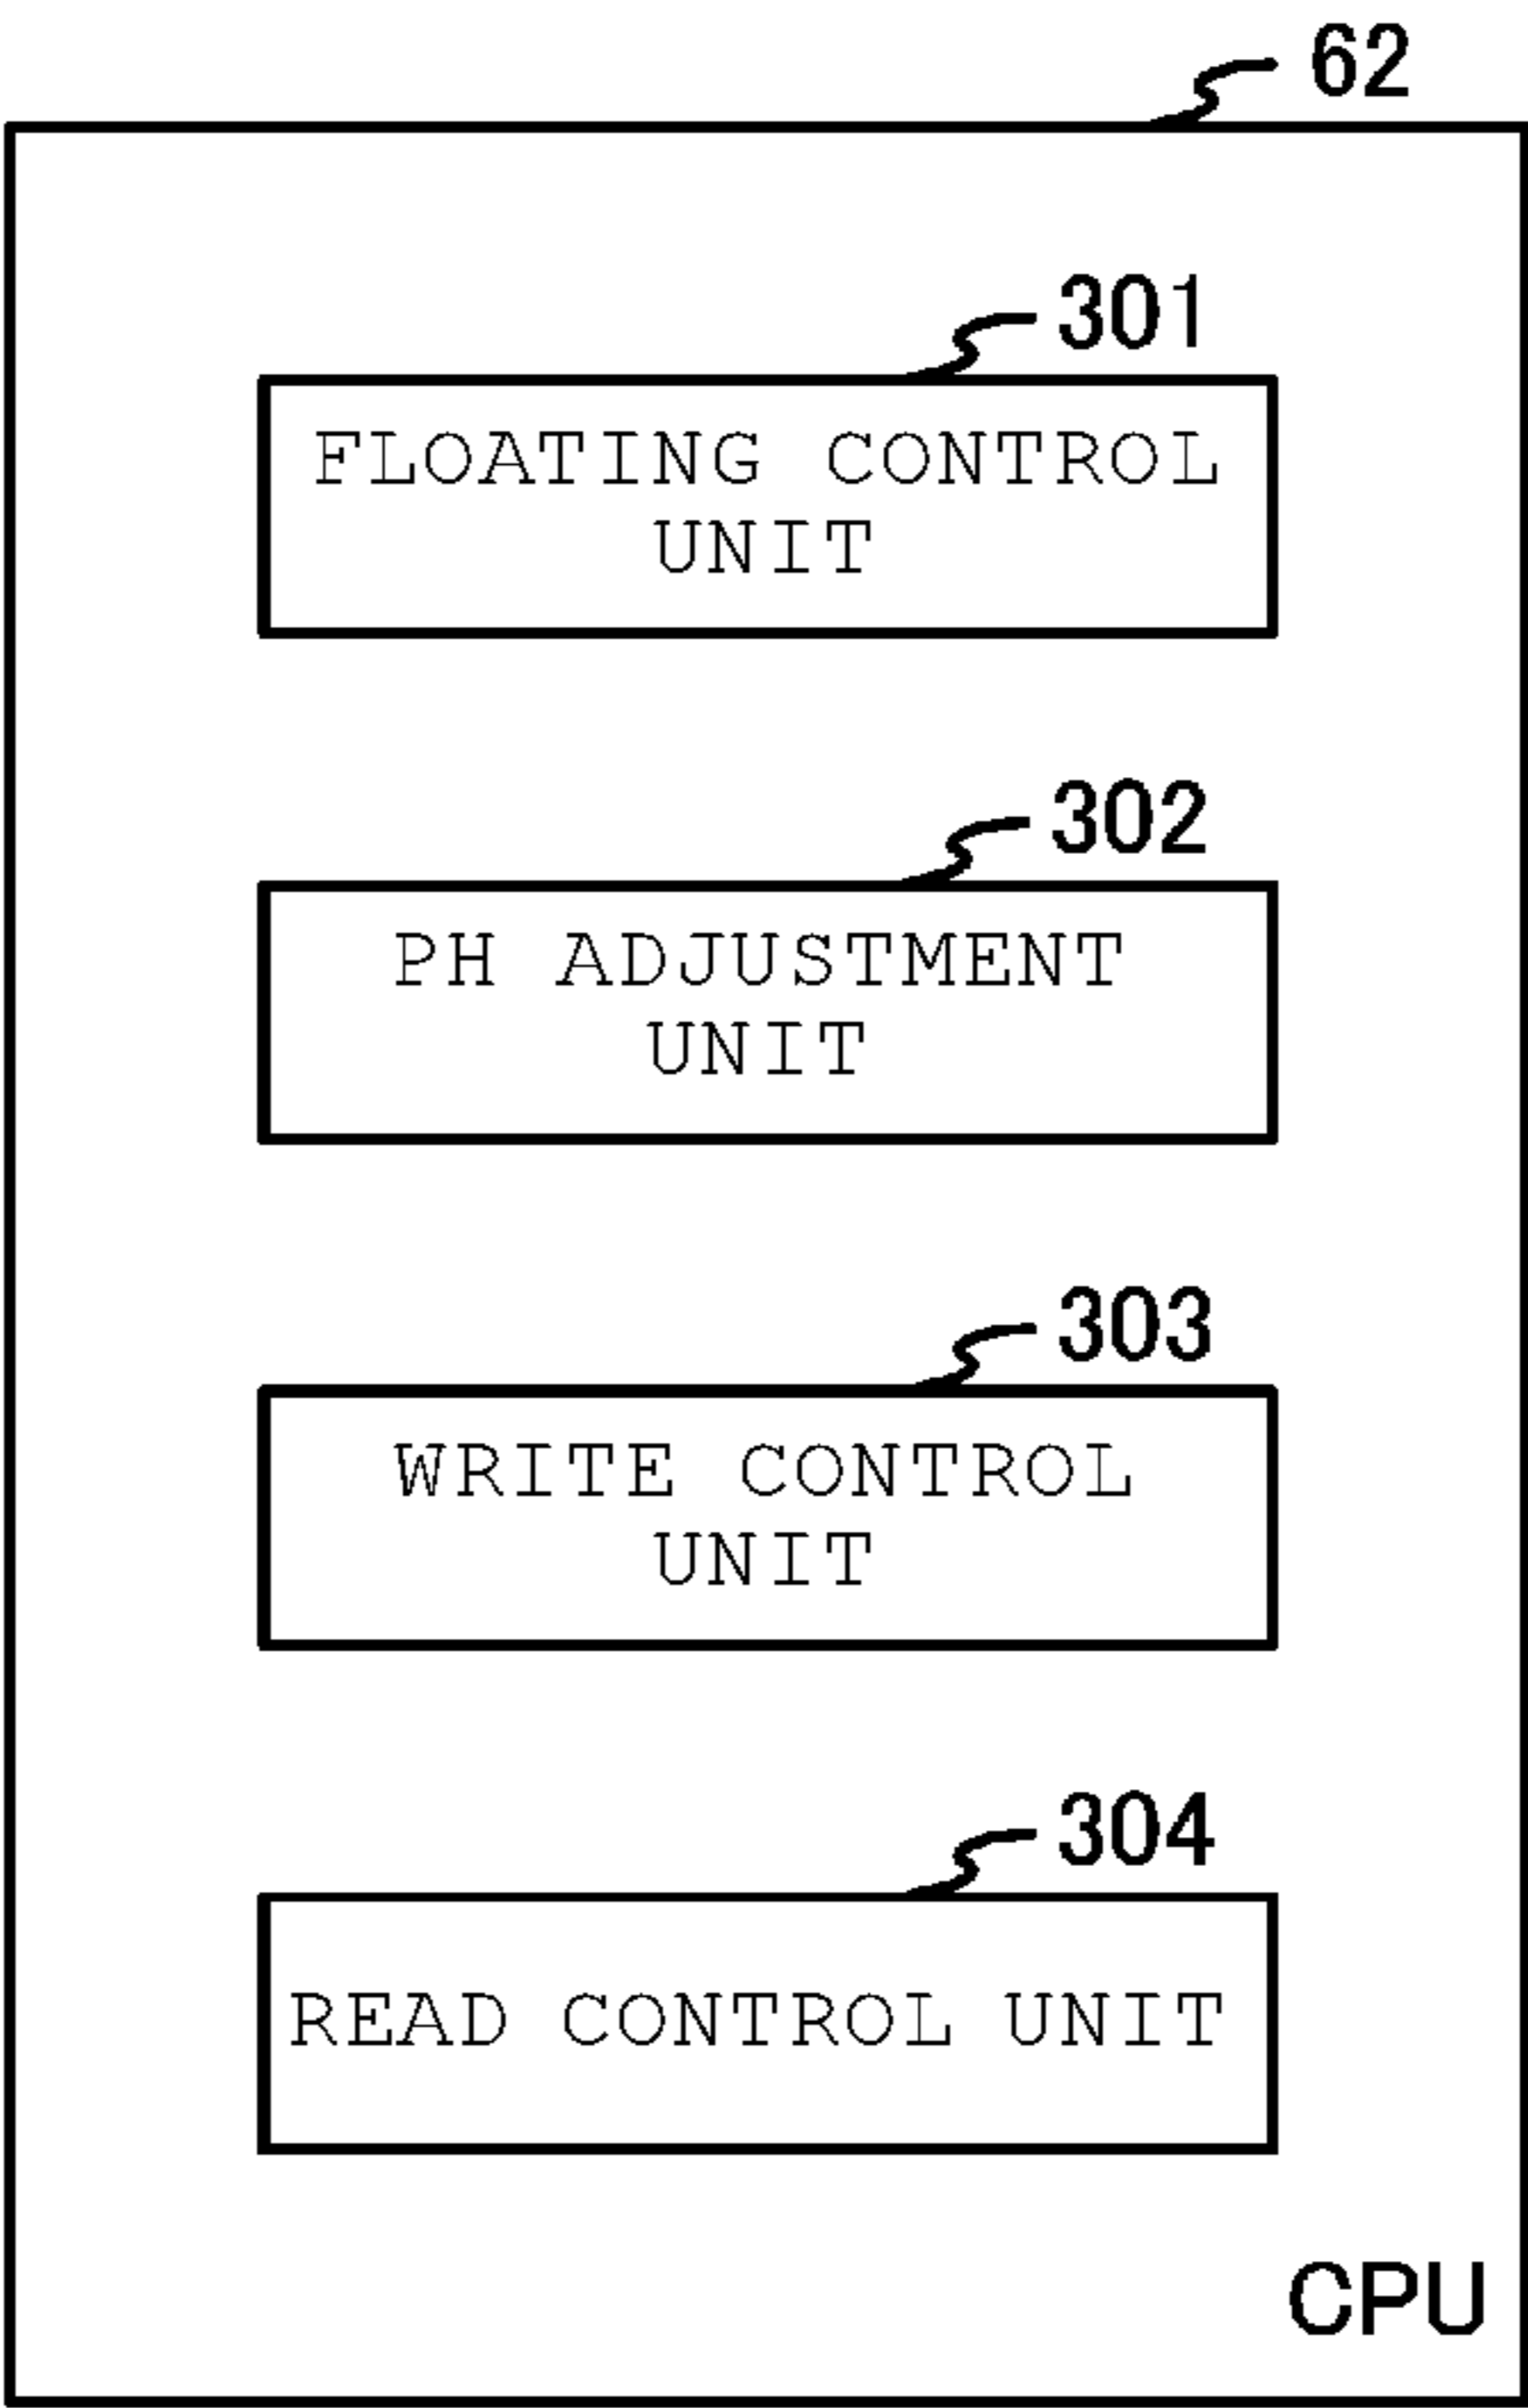 62
301
FLOATING CONTROL
UNIT
302
PH ADJUSTMENT
UNIT
303
WRITE CONTROL
UNIT
304
READ CONTROL UNIT
CPU